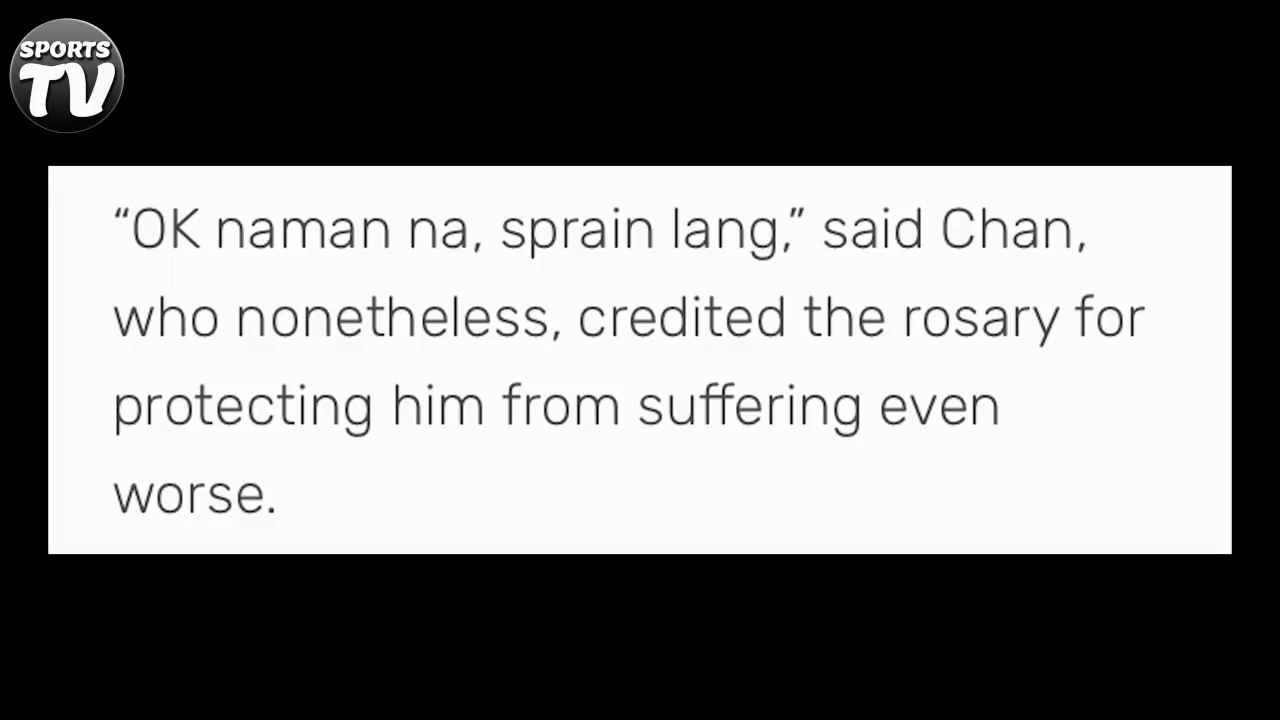 SPORTS
TV
“OK naman na, sprain lang,” said Chan,
who nonetheless, credited the rosary for
protecting him from suffering even
worse.